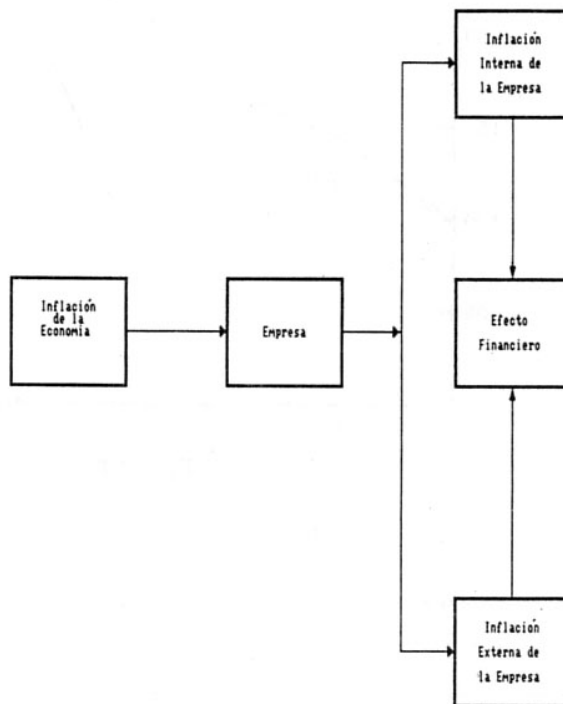 Inflación
Interna de
la Empresa
Inflación
de la
Economía
Empresa
Efecto
Financiero
Inflación
Externa de
la Empresa